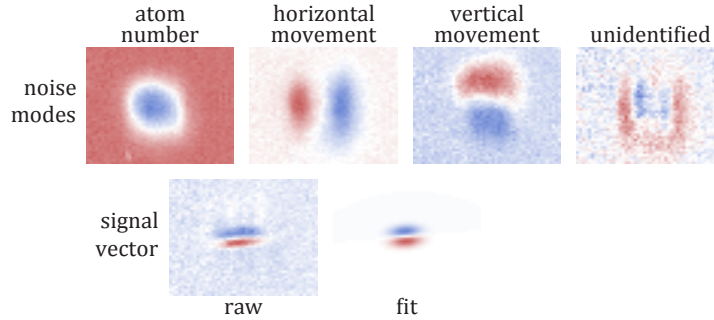 atom
number
horizontal
movement
vertical
movement
unidentified
noise
modes
signal
vector
raw
fit